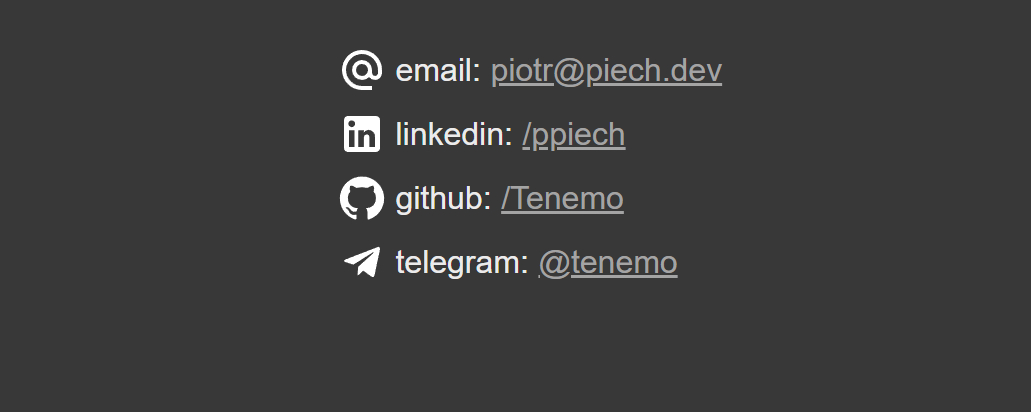 email: piotr@piech.dev
linkedin: /ppiech
github: /Tenemo
telegram: @tenemo